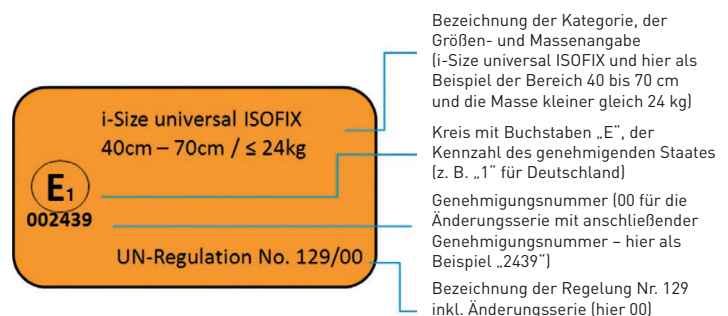 i-Size universal ISOFIX
40cm – 70cm / ≤ 24kg
E1
002439
UN-Regulation No. 129/00
Bezeichnung der Kategorie, der
Größen- und Massenangabe
(i-Size universal ISOFIX und hier als
Beispiel der Bereich 40 bis 70 cm
und die Masse kleiner gleich 24 kg)
Kreis mit Buchstaben „E“, der
Kennzahl des genehmigenden Staates
(z. B. „1“ für Deutschland)
Genehmigungsnummer (00 für die
Änderungsserie mit anschließender
Genehmigungsnummer – hier als
Beispiel „2439“)
Bezeichnung der Regelung Nr. 129
inkl. Änderungsserie (hier 00)